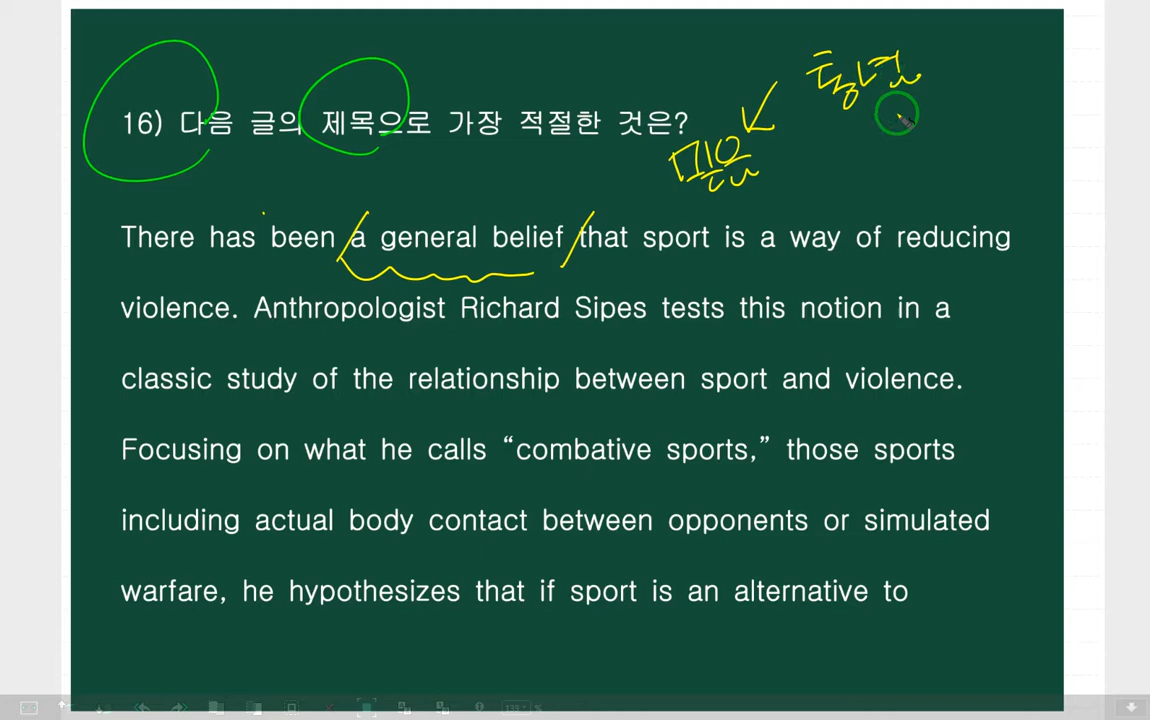 16) 다음 글의 제목으로 가장 적절한 것은?
믿음
There has been a general belief that sport is a way of reducing
violence. Anthropologist Richard Sipes tests this notion in a
classic study of the relationship between sport and violence.
Focusing on what he calls “combative sports,” those sports
including actual body contact between opponents or simulated
warfare, he hypothesizes that if sport is an alternative to